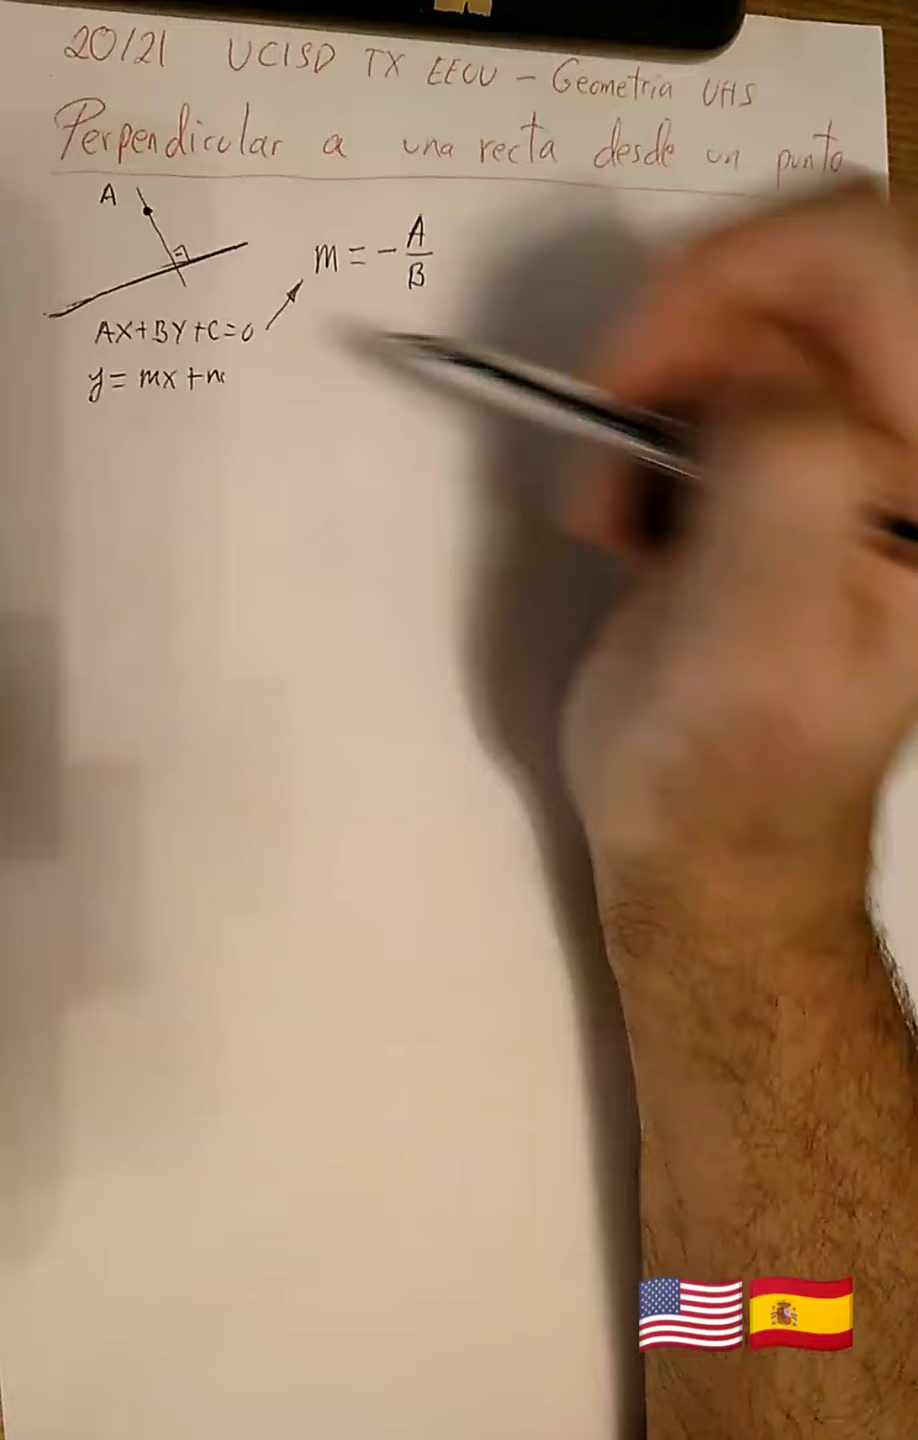 20/21 UCISD TX EEUU - Geometria UHS
Perpendicular a una recta desde un punto
A
m = - A/B
AX+BY+C=0
y = mx+n